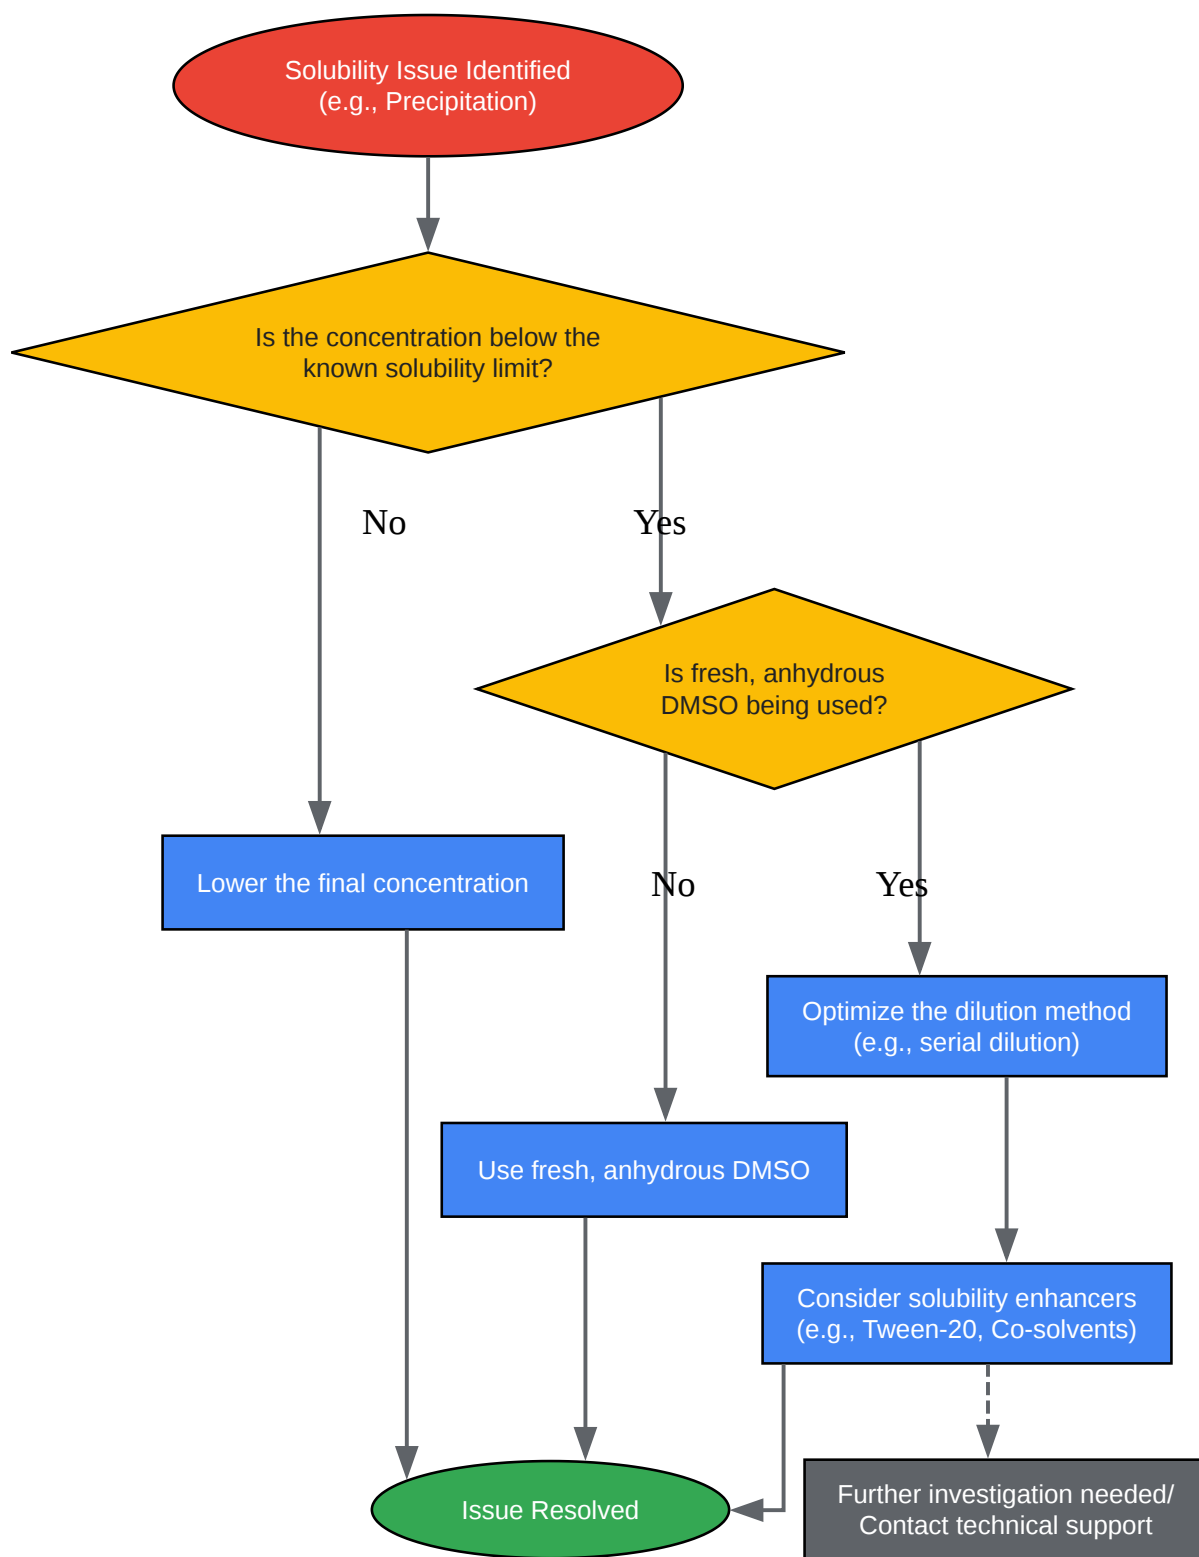 Solubility Issue Identified
(e.g., Precipitation)
Is the concentration below the
known solubility limit?
No
Yes
Is fresh, anhydrous
DMSO being used?
Lower the final concentration
No
Yes
Optimize the dilution method
(e.g., serial dilution)
Use fresh, anhydrous DMSO
Consider solubility enhancers
(e.g., Tween-20, Co-solvents)
Issue Resolved
Further investigation needed/
Contact technical support